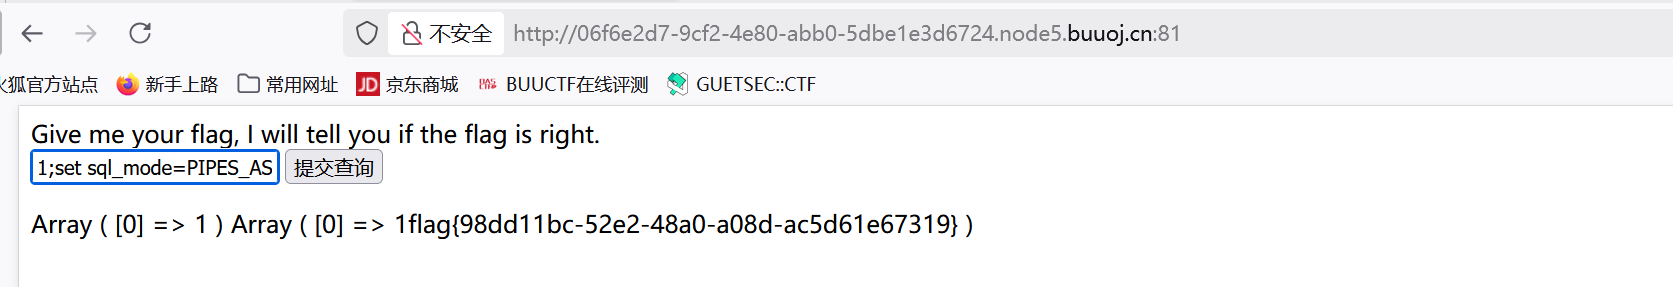 不安全 http://06f6e2d7-9cf2-4e80-abb0-5dbe1e3d6724.node5.buuoj.cn:81
火狐官方站点 新手上路 常用网址 JD 京东商城 BUUCTF在线评测 GUETSEC::CTF
Give me your flag, I will tell you if the flag is right.
1;set sql_mode=PIPES_AS 提交查询
Array ( [0] => 1 ) Array ( [0] => 1flag{98dd11bc-52e2-48a0-a08d-ac5d61e67319} )